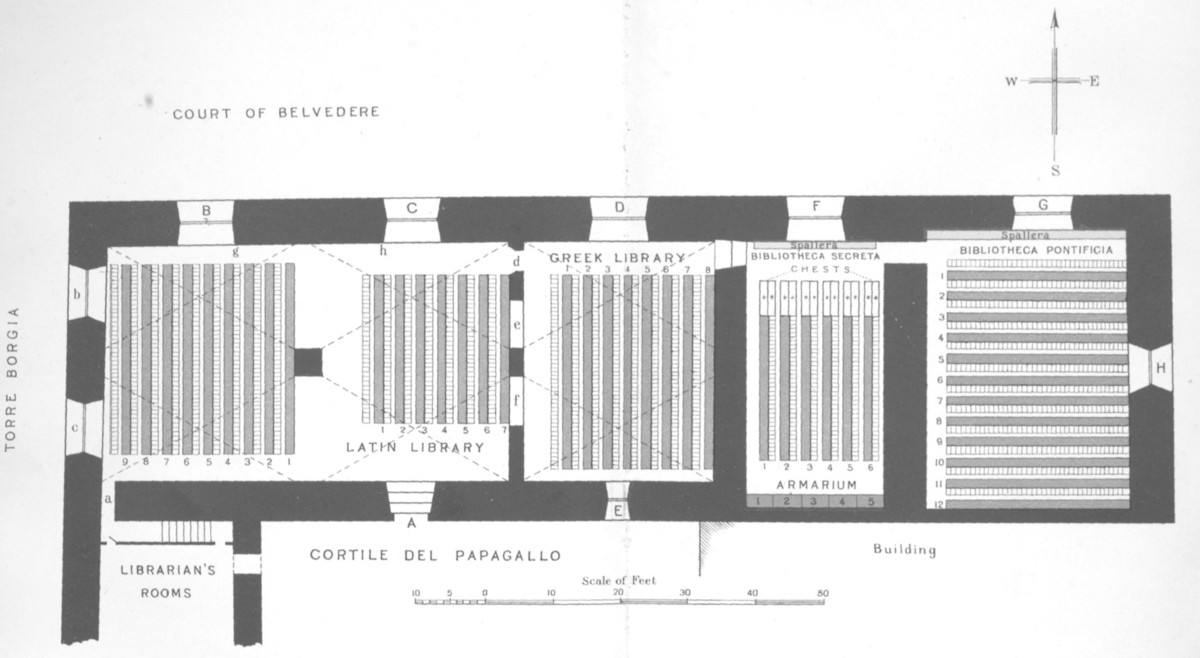 W E
S
COURT OF BELVEDERE
B C D F G
g h
Spallera Spallera
d GREEK LIBRARY BIBLIOTHECA SECRETA BIBLIOTHECA PONTIFICIA
1 2 3 4 5 6 7 8
CHESTS
b
e
TORRE BORGIA
H
f
c
1 2 3 4 5 6 7
LATIN LIBRARY
9 8 7 6 5 4 3 2 1
1 2 3 4 5 6
ARMARIUM
1 2 3 4 5
1
2
3
4
5
6
7
8
9
10
11
12
a
A E
CORTILE DEL PAPAGALLO
Building
LIBRARIAN'S
ROOMS
Scale of Feet
10 5 0 10 20 30 40 50